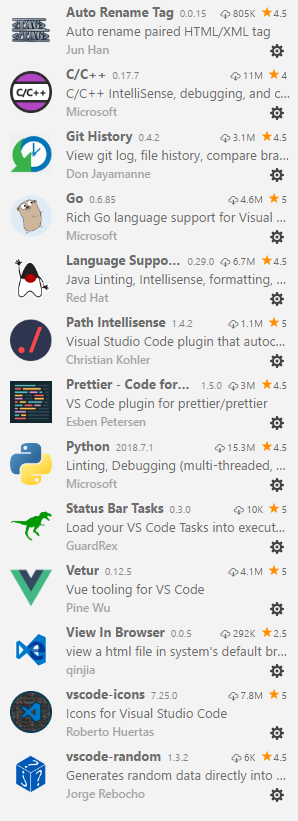 Auto Rename Tag 0.0.15 805K 4.5
Auto rename paired HTML/XML tag
Jun Han
C/C++ 0.17.7 11M 4
C/C++ IntelliSense, debugging, and c...
Microsoft
Git History 0.4.2 3.1M 4.5
View git log, file history, compare bra...
Don Jayamanne
Go 0.6.85 4.6M 5
Rich Go language support for Visual ...
Microsoft
Language Suppo... 0.29.0 6.7M 4.5
Java Linting, Intellisense, formatting, ...
Red Hat
Path Intellisense 1.4.2 1.1M 5
Visual Studio Code plugin that autoc...
Christian Kohler
Prettier - Code for... 1.5.0 3M 4.5
VS Code plugin for prettier/prettier
Esben Petersen
Python 2018.7.1 15.3M 4.5
Linting, Debugging (multi-threaded, ...
Microsoft
Status Bar Tasks 0.3.0 10K 5
Load your VS Code Tasks into execut...
GuardRex
Vetur 0.12.5 4.1M 5
Vue tooling for VS Code
Pine Wu
View In Browser 0.0.5 292K 2.5
view a html file in system's default br...
qinjia
vscode-icons 7.25.0 7.8M 5
Icons for Visual Studio Code
Roberto Huertas
vscode-random 1.3.2 6K 4.5
Generates random data directly into ...
Jorge Rebocho